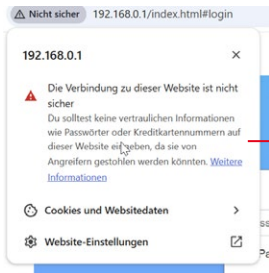 Nicht sicher 192.168.0.1/index.html#login
192.168.0.1
Die Verbindung zu dieser Website ist nicht
sicher
Du solltest keine vertraulichen Informationen
wie Passwörter oder Kreditkartennummern auf
dieser Website eingeben, da sie von
Angreifern gestohlen werden könnten. Weitere
Informationen
Cookies und Websitedaten
Website-Einstellungen